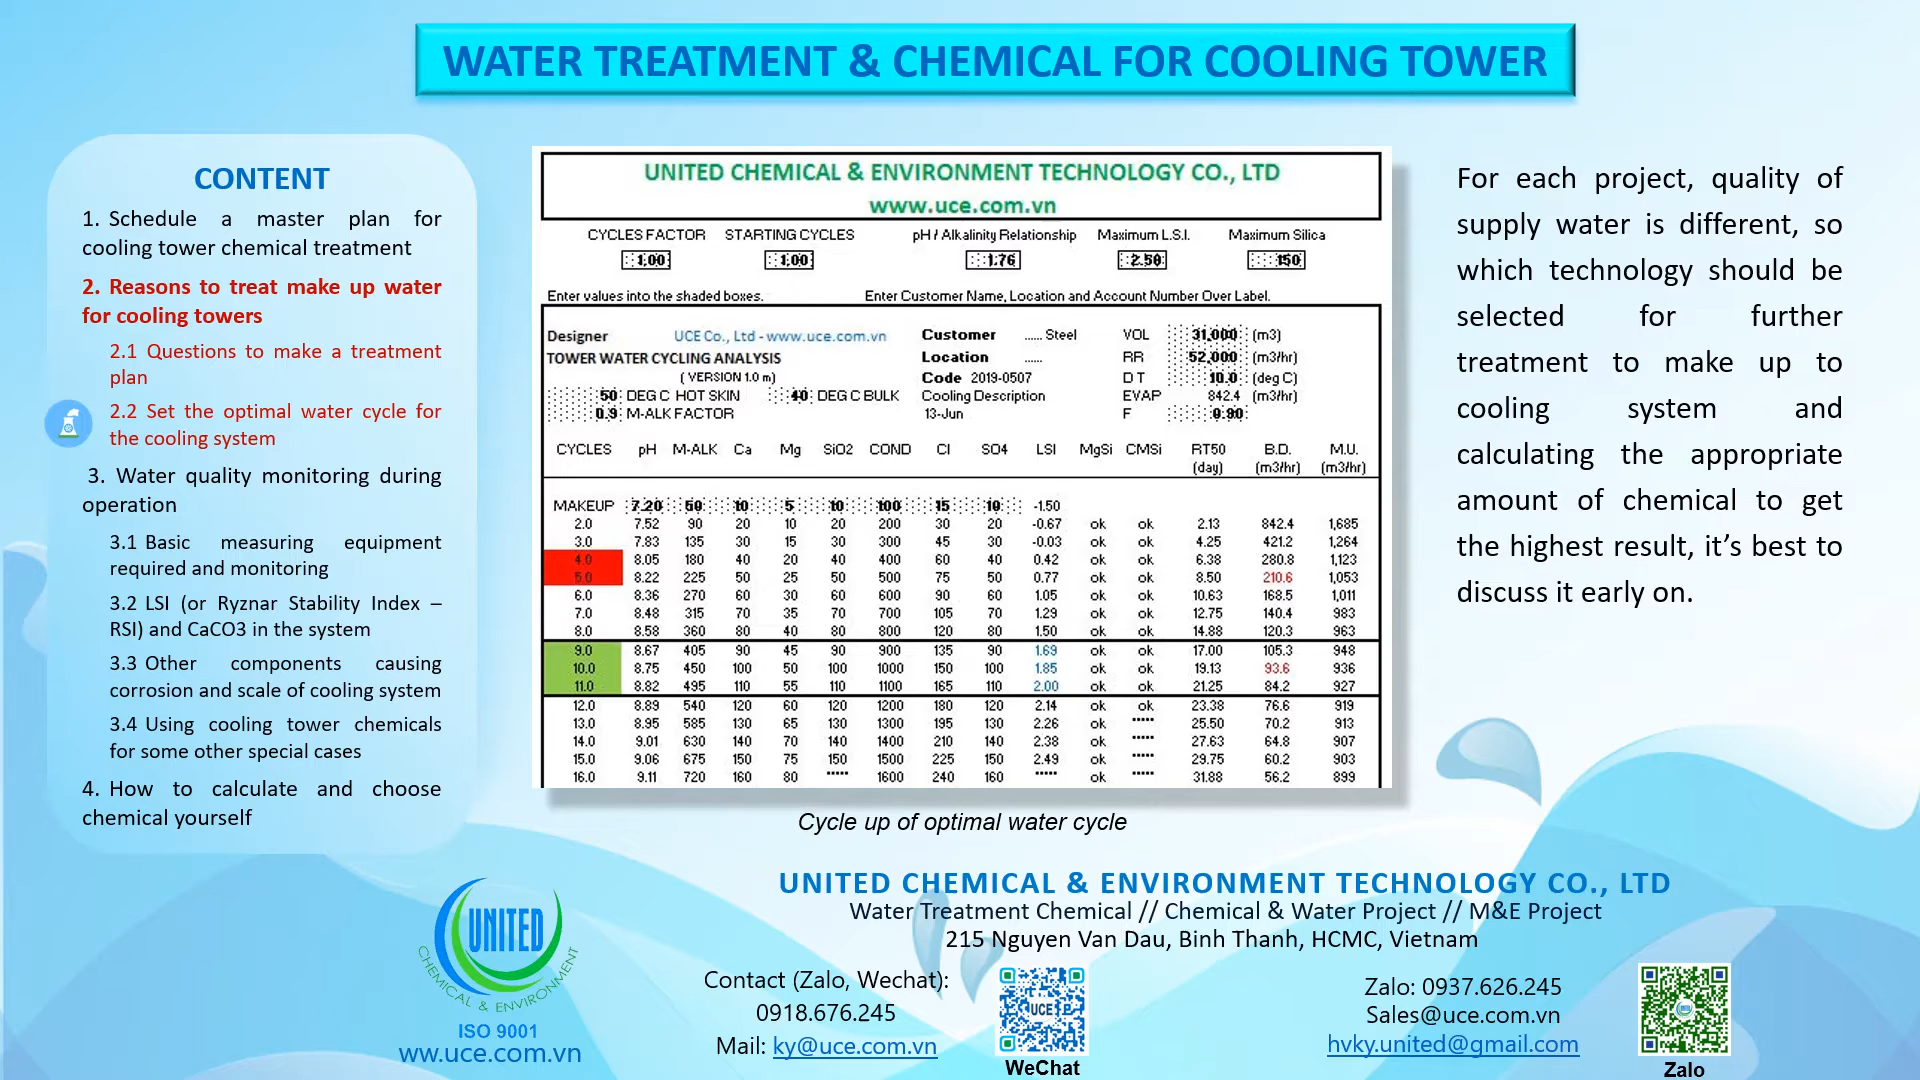 WATER TREATMENT & CHEMICAL FOR COOLING TOWER
CONTENT
1. Schedule a master plan for
cooling tower chemical treatment
2. Reasons to treat make up water
for cooling towers
2.1 Questions to make a treatment
plan
2.2 Set the optimal water cycle for
the cooling system
3. Water quality monitoring during
operation
3.1 Basic measuring equipment
required and monitoring
3.2 LSI (or Ryznar Stability Index –
RSI) and CaCO3 in the system
3.3 Other components causing
corrosion and scale of cooling system
3.4 Using cooling tower chemicals
for some other special cases
4. How to calculate and choose
chemical yourself
UNITED CHEMICAL & ENVIRONMENT TECHNOLOGY CO., LTD
www.uce.com.vn
CYCLES FACTOR STARTING CYCLES pH / Alkalinity Relationship Maximum L.S.I. Maximum Silica
1.00 1.00 1.76 2.50 150
Enter values into the shaded boxes. Enter Customer Name, Location and Account Number Over Label.
Designer UCE Co., Ltd - www.uce.com.vn Customer ...... Steel VOL 31,000 (m3)
TOWER WATER CYCLING ANALYSIS Location ...... RR 52,000 (m3/hr)
( VERSION 1.0 m) Code 2019-0507 D T 10.0 (deg C)
50 DEG C HOT SKIN 40 DEG C BULK Cooling Description EVAP 842.4 (m3/hr)
0.9 M-ALK FACTOR 13-Jun F 0.90
CYCLES pH M-ALK Ca Mg SiO2 COND Cl SO4 LSI MgSi CMSi RT50 B.D. M.U.
(day) (m3/hr) (m3/hr)
MAKEUP 7.20 50 10 5 10 100 15 10 -1.50
2.0 7.52 90 20 10 20 200 30 20 -0.67 ok ok 2.13 842.4 1,685
3.0 7.83 135 30 15 30 300 45 30 -0.03 ok ok 4.25 421.2 1,264
4.0 8.05 180 40 20 40 400 60 40 0.42 ok ok 6.38 280.8 1,123
5.0 8.22 225 50 25 50 500 75 50 0.77 ok ok 8.50 210.6 1,053
6.0 8.36 270 60 30 60 600 90 60 1.05 ok ok 10.63 168.5 1,011
7.0 8.48 315 70 35 70 700 105 70 1.29 ok ok 12.75 140.4 983
8.0 8.58 360 80 40 80 800 120 80 1.50 ok ok 14.88 120.3 963
9.0 8.67 405 90 45 90 900 135 90 1.69 ok ok 17.00 105.3 948
10.0 8.75 450 100 50 100 1000 150 100 1.85 ok ok 19.13 93.6 936
11.0 8.82 495 110 55 110 1100 165 110 2.00 ok ok 21.25 84.2 927
12.0 8.89 540 120 60 120 1200 180 120 2.14 ok ok 23.38 76.6 919
13.0 8.95 585 130 65 130 1300 195 130 2.26 ok ***** 25.50 70.2 913
14.0 9.01 630 140 70 140 1400 210 140 2.38 ok ***** 27.63 64.8 907
15.0 9.06 675 150 75 150 1500 225 150 2.49 ok ***** 29.75 60.2 903
16.0 9.11 720 160 80 ***** 1600 240 160 ***** ok ***** 31.88 56.2 899
Cycle up of optimal water cycle
For each project, quality of
supply water is different, so
which technology should be
selected for further
treatment to make up to
cooling system and
calculating the appropriate
amount of chemical to get
the highest result, it’s best to
discuss it early on.
UNITED
CHEMICAL & ENVIRONMENT
ISO 9001
ww.uce.com.vn
UNITED CHEMICAL & ENVIRONMENT TECHNOLOGY CO., LTD
Water Treatment Chemical // Chemical & Water Project // M&E Project
215 Nguyen Van Dau, Binh Thanh, HCMC, Vietnam
Contact (Zalo, Wechat):
0918.676.245
Mail: ky@uce.com.vn
UCE
WeChat
Zalo: 0937.626.245
Sales@uce.com.vn
hvky.united@gmail.com
Zalo